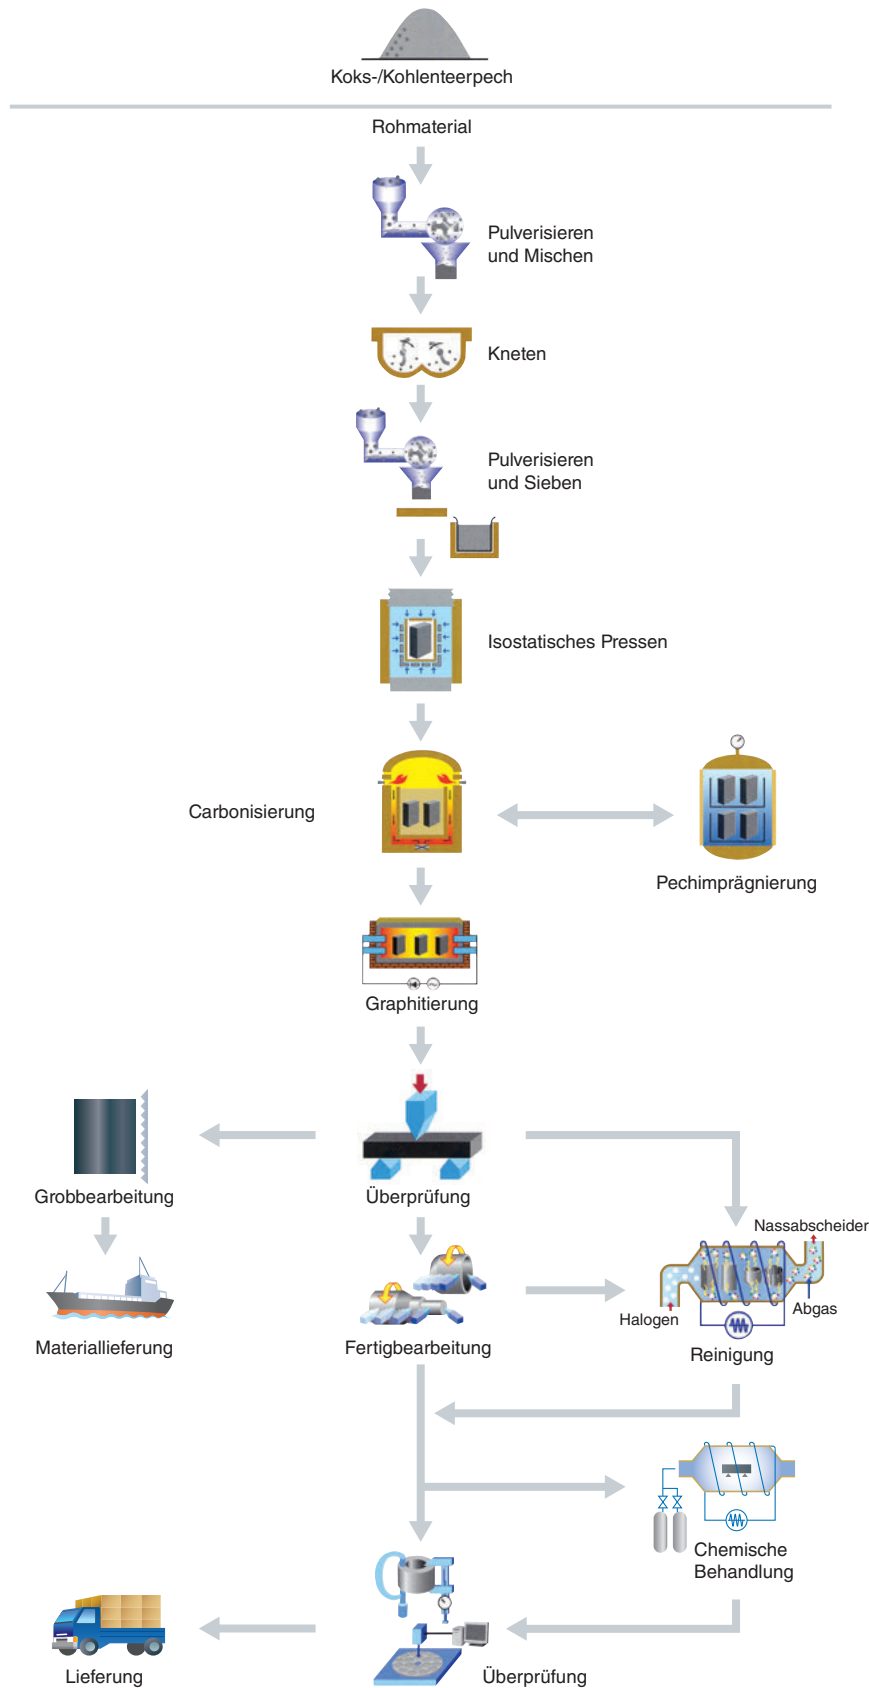 Koks-/Kohlenteerpech
Rohmaterial
Pulverisieren
und Mischen
Kneten
Pulverisieren
und Sieben
Isostatisches Pressen
Carbonisierung
Pechimprägnierung
Graphitierung
Grobbearbeitung
Überprüfung
Nassabscheider
Halogen
Abgas
Materiallieferung
Fertigbearbeitung
Reinigung
Chemische
Behandlung
Lieferung
Überprüfung